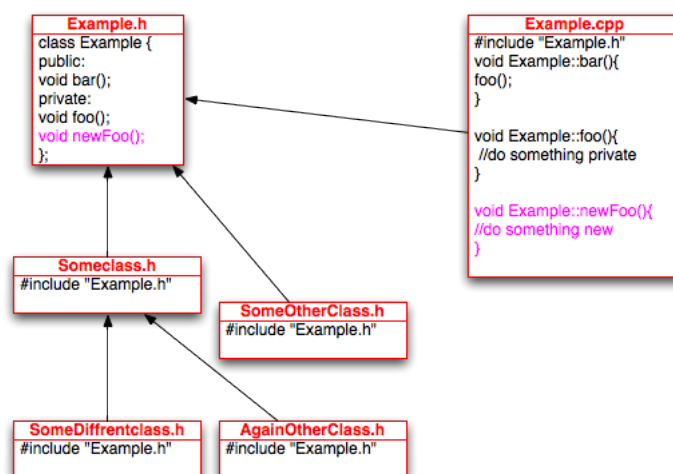 Example.h
class Example {
public:
void bar();
private:
void foo();
void newFoo();
};
Example.cpp
#include "Example.h"
void Example::bar(){
foo();
}
void Example::foo(){
//do something private
}
void Example::newFoo(){
//do something new
}
Someclass.h
#include "Example.h"
SomeOtherClass.h
#include "Example.h"
SomeDiffrentclass.h
#include "Example.h"
AgainOtherClass.h
#include "Example.h"